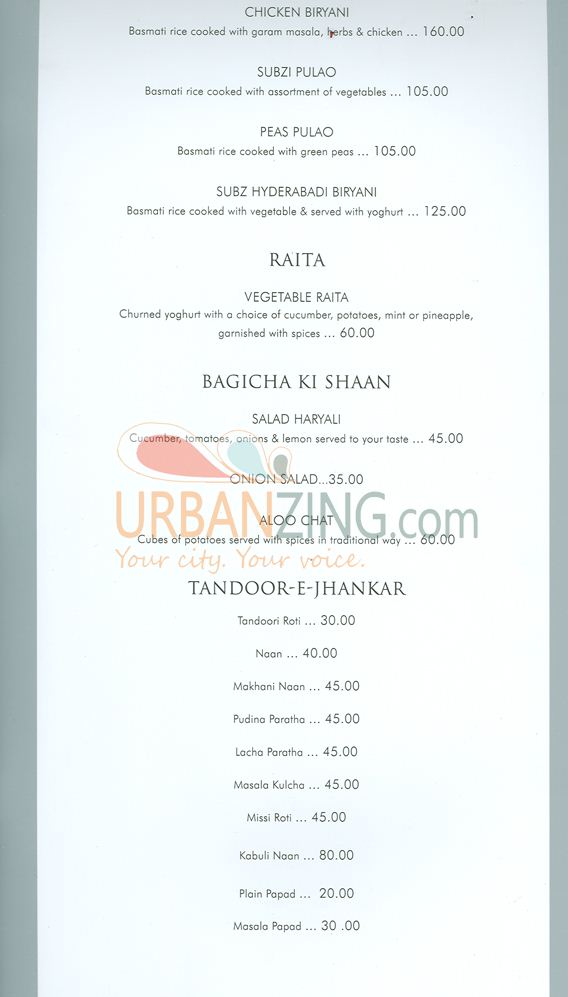 CHICKEN BIRYANI
Basmati rice cooked with garam masala, herbs & chicken ... 160.00
SUBZI PULAO
Basmati rice cooked with assortment of vegetables ... 105.00
PEAS PULAO
Basmati rice cooked with green peas ... 105.00
SUBZ HYDERABADI BIRYANI
Basmati rice cooked with vegetable & served with yoghurt ... 125.00
RAITA
VEGETABLE RAITA
Churned yoghurt with a choice of cucumber, potatoes, mint or pineapple,
garnished with spices ... 60.00
BAGICHA KI SHAAN
SALAD HARYALI
Cucumber, tomatoes, onions & lemon served to your taste ... 45.00
ONION SALAD...35.00
URBANZING.com
ALOO CHAT
Cubes of potatoes served with spices in traditional way ... 60.00
Your city. Your voice.
TANDOOR-E-JHANKAR
Tandoori Roti ... 30.00
Naan ... 40.00
Makhani Naan ... 45.00
Pudina Paratha ... 45.00
Lacha Paratha ... 45.00
Masala Kulcha ... 45.00
Missi Roti ... 45.00
Kabuli Naan ... 80.00
Plain Papad ... 20.00
Masala Papad ... 30 .00